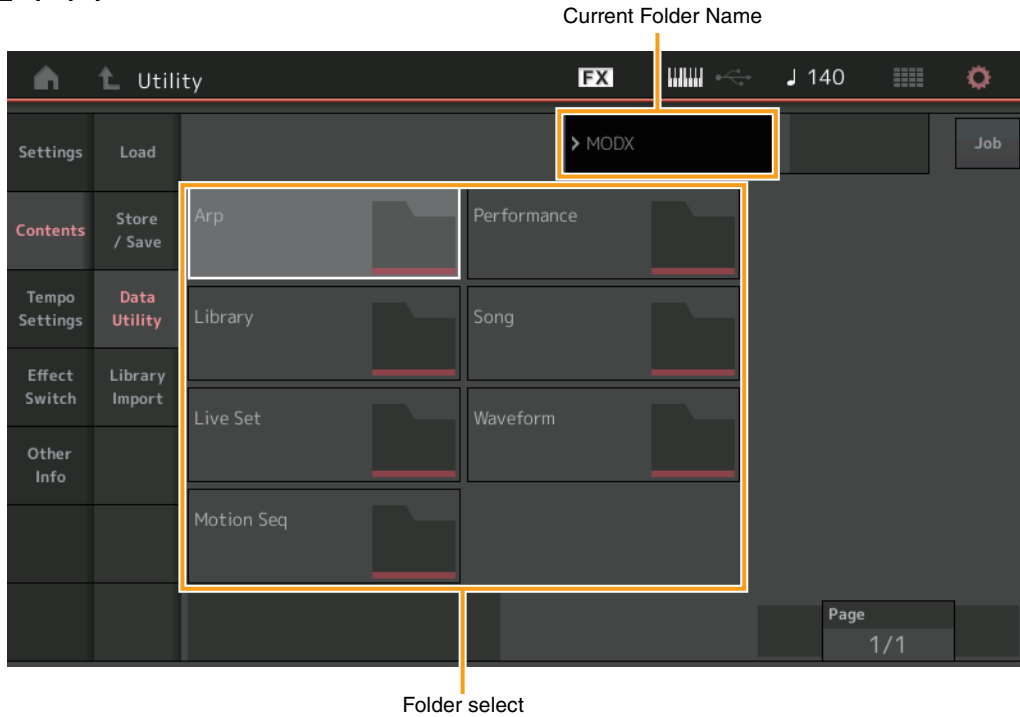 Current Folder Name
Utility
FX
140
Settings
Load
MODX
Job
Contents
Store
/ Save
Arp
Performance
Tempo
Settings
Data
Utility
Library
Song
Effect
Switch
Library
Import
Live Set
Waveform
Other
Info
Motion Seq
Page
1/1
Folder select